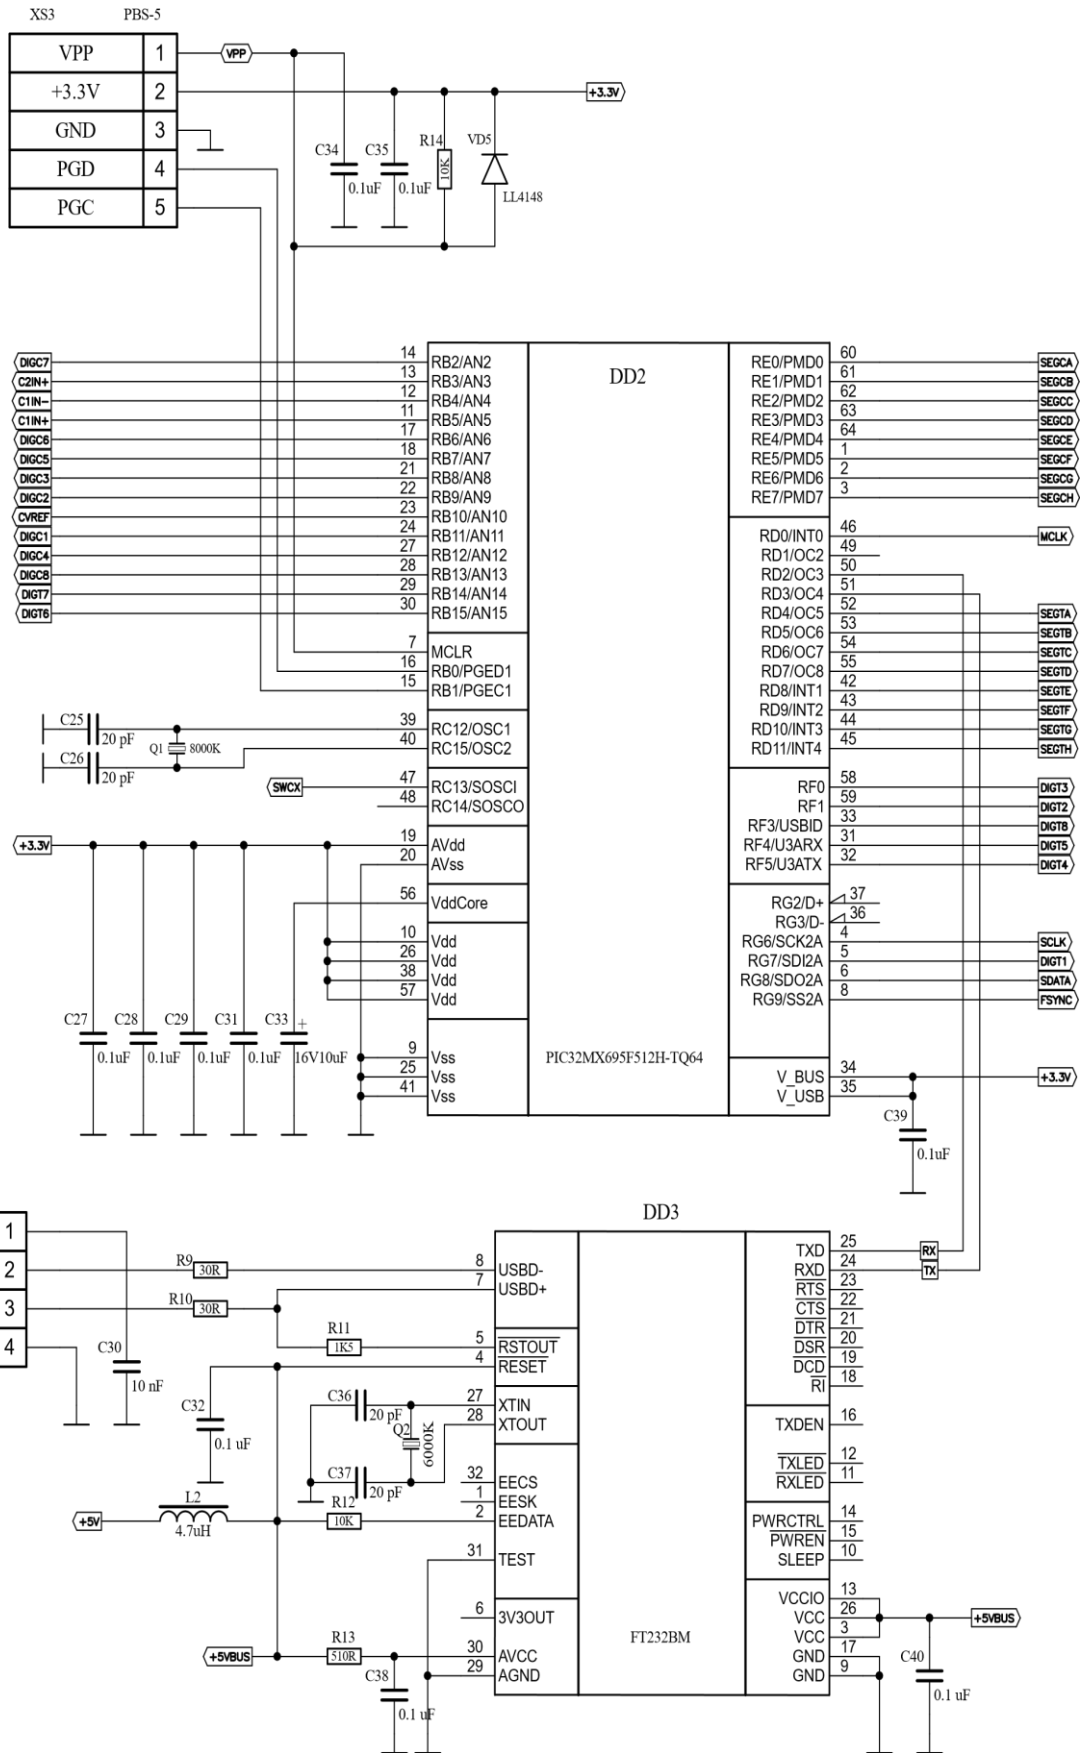 XS3 PBS-5
VPP 1 VPP
+3.3V 2 +3.3V
GND 3
PGD 4
PGC 5
C34 0.1uF
C35 0.1uF
R14 10K
VD5 LL4148
DD2
PIC32MX695F512H-TQ64
DIGC7 14 RB2/AN2
C2IN+ 13 RB3/AN3
C1IN- 12 RB4/AN4
C1IN+ 11 RB5/AN5
DIGC6 17 RB6/AN6
DIGC5 18 RB7/AN7
DIGC3 21 RB8/AN8
DIGC2 22 RB9/AN9
CVREF 23 RB10/AN10
DIGC1 24 RB11/AN11
DIGC4 27 RB12/AN12
DIGC8 28 RB13/AN13
DIGT7 29 RB14/AN14
DIGT6 30 RB15/AN15
7 MCLR
16 RB0/PGED1
15 RB1/PGEC1
C25 20 pF
C26 20 pF
Q1 8000K
39 RC12/OSC1
40 RC15/OSC2
SWCX 47 RC13/SOSCI
48 RC14/SOSCO
+3.3V 19 AVdd
20 AVss
56 VddCore
10 Vdd
26 Vdd
38 Vdd
57 Vdd
C27 0.1uF
C28 0.1uF
C29 0.1uF
C31 0.1uF
C33 + 16V10uF
9 Vss
25 Vss
41 Vss
RE0/PMD0 60 SEGCA
RE1/PMD1 61 SEGCB
RE2/PMD2 62 SEGCC
RE3/PMD3 63 SEGCD
RE4/PMD4 64 SEGCE
RE5/PMD5 1 SEGCF
RE6/PMD6 2 SEGCG
RE7/PMD7 3 SEGCH
RD0/INT0 46 MCLK
RD1/OC2 49
RD2/OC3 50
RD3/OC4 51
RD4/OC5 52 SEGTA
RD5/OC6 53 SEGTB
RD6/OC7 54 SEGTC
RD7/OC8 55 SEGTD
RD8/INT1 42 SEGTE
RD9/INT2 43 SEGTF
RD10/INT3 44 SEGTG
RD11/INT4 45 SEGTH
RF0 58 DIGT3
RF1 59 DIGT2
RF3/USBID 33 DIGT8
RF4/U3ARX 31 DIGT5
RF5/U3ATX 32 DIGT4
RG2/D+ 37
RG3/D- 36
RG6/SCK2A 4 SCLK
RG7/SDI2A 5 DIGT1
RG8/SDO2A 6 SDATA
RG9/SS2A 8 FSYNC
V_BUS 34 +3.3V
V_USB 35
C39 0.1uF
DD3
FT232BM
1
2
3
4
R9 30R
R10 30R
R11 1K5
C30 10 nF
C32 0.1 uF
C36 20 pF
C37 20 pF
Q2 6000K
R12 10K
+5V L2 4.7uH
+5VBUS R13 510R
C38 0.1 uF
8 USBD-
7 USBD+
5 RSTOUT
4 RESET
27 XTIN
28 XTOUT
32 EECS
1 EESK
2 EEDATA
31 TEST
6 3V3OUT
30 AVCC
29 AGND
TXD 25 RX
RXD 24 TX
RTS 23
CTS 22
DTR 21
DSR 20
DCD 19
RI 18
TXDEN 16
TXLED 12
RXLED 11
PWRCTRL 14
PWREN 15
SLEEP 10
VCCIO 13
VCC 26 +5VBUS
VCC 3
GND 17
GND 9
C40 0.1 uF